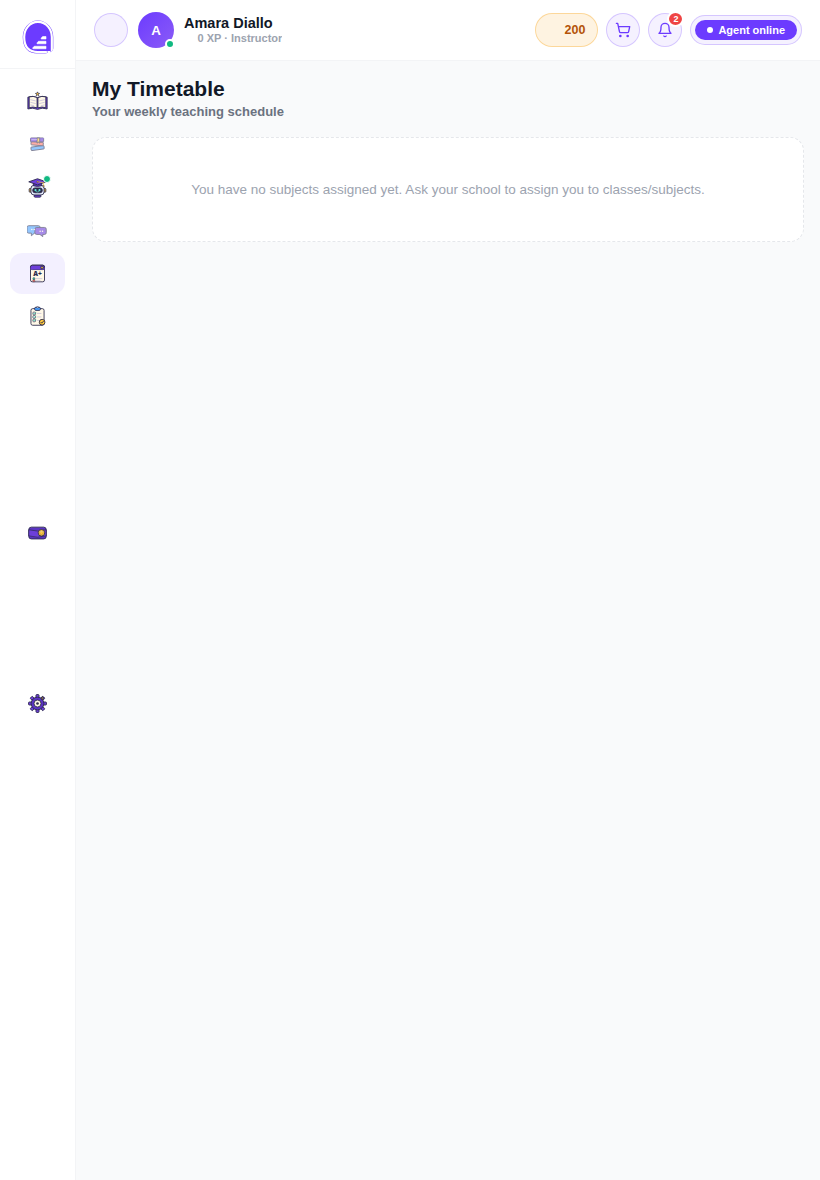 A
Amara Diallo
0 XP · Instructor
200
2
Agent online
My Timetable
Your weekly teaching schedule
You have no subjects assigned yet. Ask your school to assign you to classes/subjects.
A+